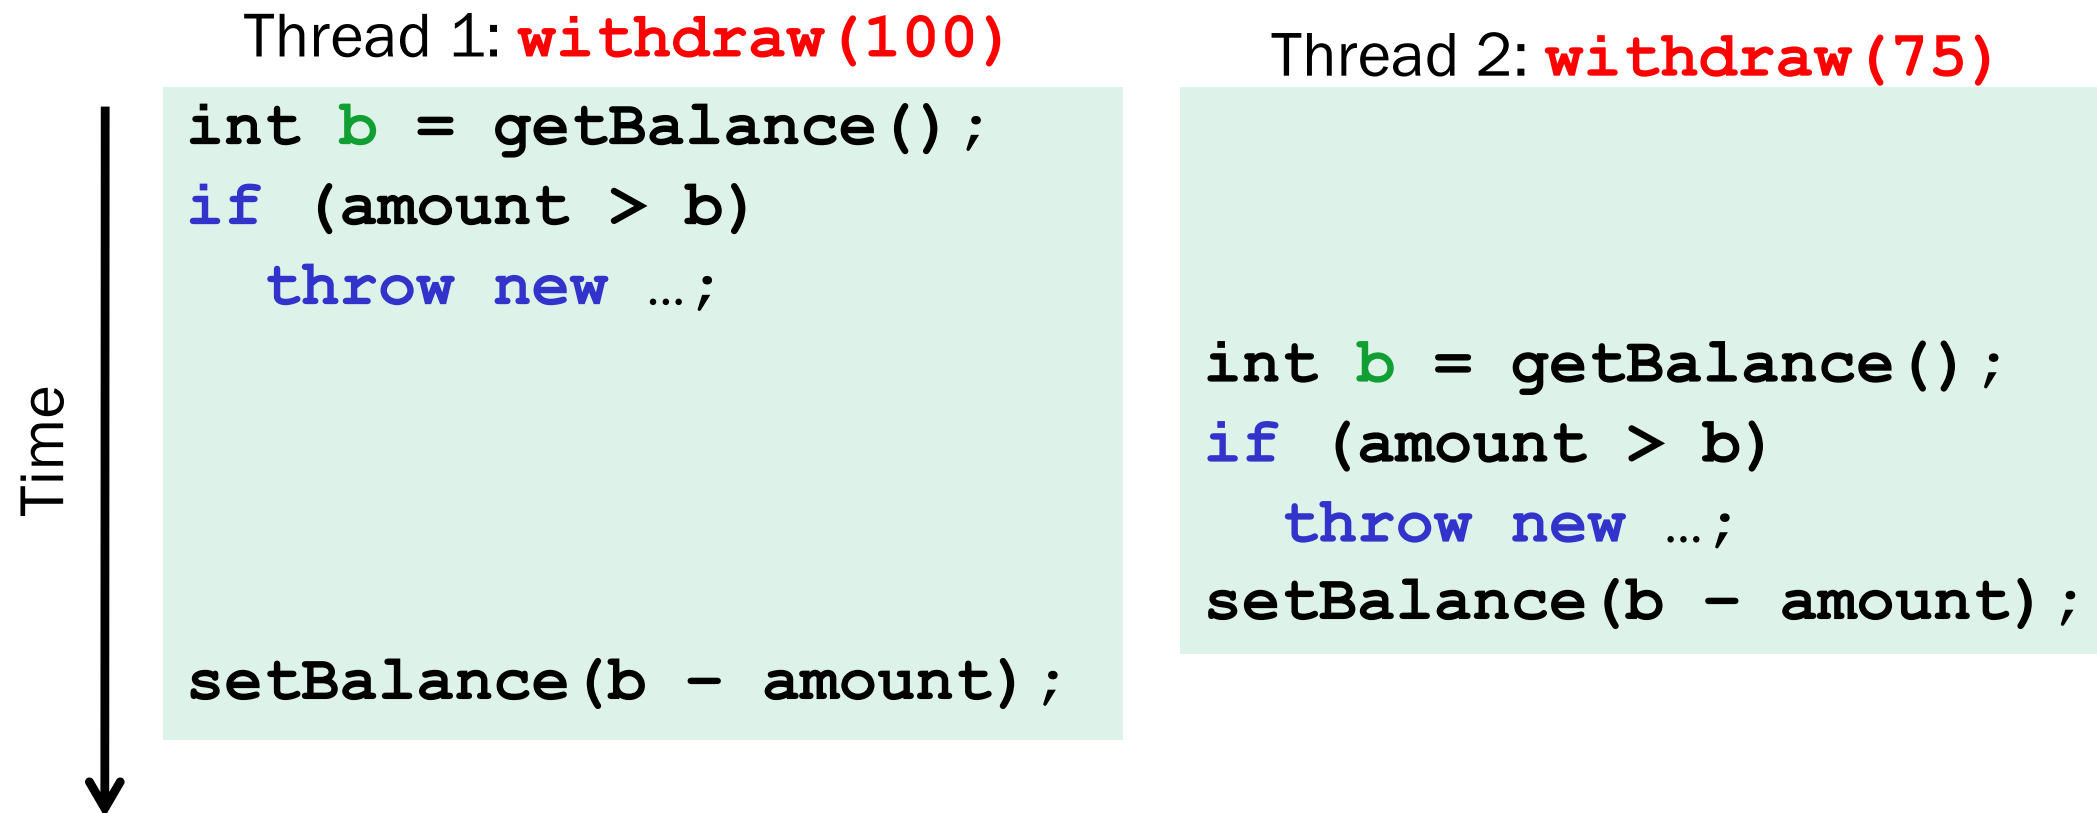 Thread 1: withdraw(100)
int b = getBalance();
if (amount > b)
  throw new …;
setBalance(b – amount);
Thread 2: withdraw(75)
int b = getBalance();
if (amount > b)
  throw new …;
setBalance(b – amount);
Time